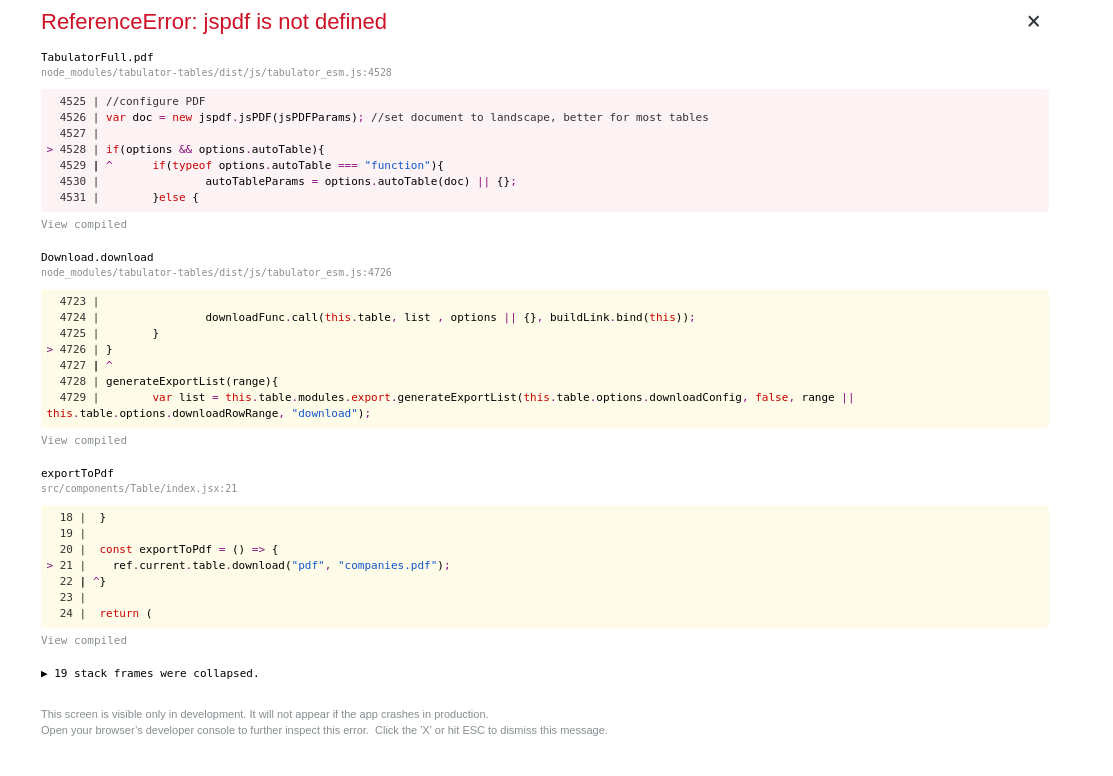 ReferenceError: jspdf is not defined
✕
TabulatorFull.pdf
node_modules/tabulator-tables/dist/js/tabulator_esm.js:4528
  4525 | //configure PDF
  4526 | var doc = new jspdf.jsPDF(jsPDFParams); //set document to landscape, better for most tables
  4527 |
> 4528 | if(options && options.autoTable){
  4529 | ^      if(typeof options.autoTable === "function"){
  4530 |                autoTableParams = options.autoTable(doc) || {};
  4531 |        }else {
View compiled
Download.download
node_modules/tabulator-tables/dist/js/tabulator_esm.js:4726
  4723 |
  4724 |                downloadFunc.call(this.table, list , options || {}, buildLink.bind(this));
  4725 |        }
> 4726 | }
  4727 | ^
  4728 | generateExportList(range){
  4729 |        var list = this.table.modules.export.generateExportList(this.table.options.downloadConfig, false, range ||
this.table.options.downloadRowRange, "download");
View compiled
exportToPdf
src/components/Table/index.jsx:21
  18 |  }
  19 |
  20 |  const exportToPdf = () => {
> 21 |    ref.current.table.download("pdf", "companies.pdf");
  22 | ^}
  23 |
  24 |  return (
View compiled
▶ 19 stack frames were collapsed.
This screen is visible only in development. It will not appear if the app crashes in production.
Open your browser’s developer console to further inspect this error.  Click the 'X' or hit ESC to dismiss this message.